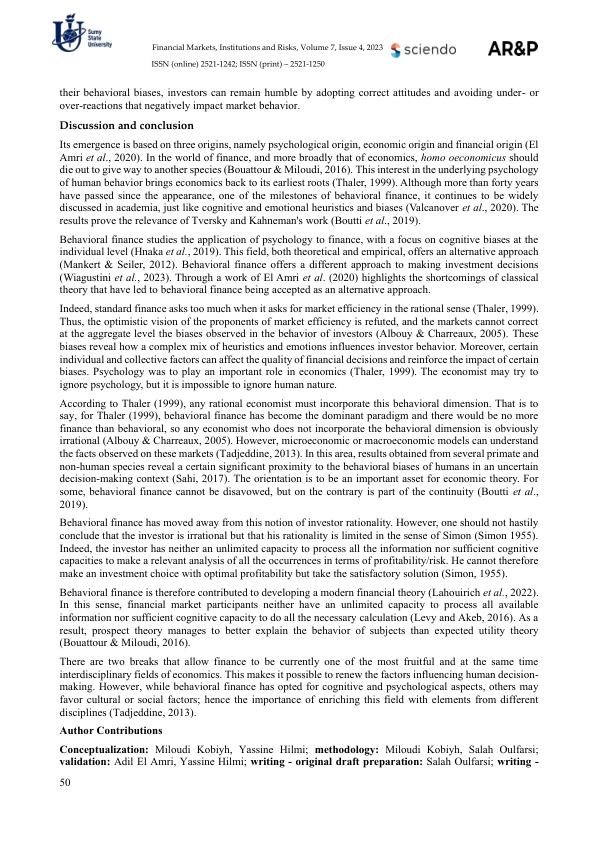 Sumy
State
University
Financial Markets, Institutions and Risks, Volume 7, Issue 4, 2023
sciendo
AR&P
ISSN (online) 2521-1242; ISSN (print) – 2521-1250
their behavioral biases, investors can remain humble by adopting correct attitudes and avoiding under- or
over-reactions that negatively impact market behavior.
Discussion and conclusion
Its emergence is based on three origins, namely psychological origin, economic origin and financial origin (El
Amri et al., 2020). In the world of finance, and more broadly that of economics, homo oeconomicus should
die out to give way to another species (Bouattour & Miloudi, 2016). This interest in the underlying psychology
of human behavior brings economics back to its earliest roots (Thaler, 1999). Although more than forty years
have passed since the appearance, one of the milestones of behavioral finance, it continues to be widely
discussed in academia, just like cognitive and emotional heuristics and biases (Valcanover et al., 2020). The
results prove the relevance of Tversky and Kahneman's work (Boutti et al., 2019).
Behavioral finance studies the application of psychology to finance, with a focus on cognitive biases at the
individual level (Hnaka et al., 2019). This field, both theoretical and empirical, offers an alternative approach
(Mankert & Seiler, 2012). Behavioral finance offers a different approach to making investment decisions
(Wiagustini et al., 2023). Through a work of El Amri et al. (2020) highlights the shortcomings of classical
theory that have led to behavioral finance being accepted as an alternative approach.
Indeed, standard finance asks too much when it asks for market efficiency in the rational sense (Thaler, 1999).
Thus, the optimistic vision of the proponents of market efficiency is refuted, and the markets cannot correct
at the aggregate level the biases observed in the behavior of investors (Albouy & Charreaux, 2005). These
biases reveal how a complex mix of heuristics and emotions influences investor behavior. Moreover, certain
individual and collective factors can affect the quality of financial decisions and reinforce the impact of certain
biases. Psychology was to play an important role in economics (Thaler, 1999). The economist may try to
ignore psychology, but it is impossible to ignore human nature.
According to Thaler (1999), any rational economist must incorporate this behavioral dimension. That is to
say, for Thaler (1999), behavioral finance has become the dominant paradigm and there would be no more
finance than behavioral, so any economist who does not incorporate the behavioral dimension is obviously
irrational (Albouy & Charreaux, 2005). However, microeconomic or macroeconomic models can understand
the facts observed on these markets (Tadjeddine, 2013). In this area, results obtained from several primate and
non-human species reveal a certain significant proximity to the behavioral biases of humans in an uncertain
decision-making context (Sahi, 2017). The orientation is to be an important asset for economic theory. For
some, behavioral finance cannot be disavowed, but on the contrary is part of the continuity (Boutti et al.,
2019).
Behavioral finance has moved away from this notion of investor rationality. However, one should not hastily
conclude that the investor is irrational but that his rationality is limited in the sense of Simon (Simon 1955).
Indeed, the investor has neither an unlimited capacity to process all the information nor sufficient cognitive
capacities to make a relevant analysis of all the occurrences in terms of profitability/risk. He cannot therefore
make an investment choice with optimal profitability but take the satisfactory solution (Simon, 1955).
Behavioral finance is therefore contributed to developing a modern financial theory (Lahouirich et al., 2022).
In this sense, financial market participants neither have an unlimited capacity to process all available
information nor sufficient cognitive capacity to do all the necessary calculation (Levy and Akeb, 2016). As a
result, prospect theory manages to better explain the behavior of subjects than expected utility theory
(Bouattour & Miloudi, 2016).
There are two breaks that allow finance to be currently one of the most fruitful and at the same time
interdisciplinary fields of economics. This makes it possible to renew the factors influencing human decision-
making. However, while behavioral finance has opted for cognitive and psychological aspects, others may
favor cultural or social factors; hence the importance of enriching this field with elements from different
disciplines (Tadjeddine, 2013).
Author Contributions
Conceptualization: Miloudi Kobiyh, Yassine Hilmi; methodology: Miloudi Kobiyh, Salah Oulfarsi;
validation: Adil El Amri, Yassine Hilmi; writing - original draft preparation: Salah Oulfarsi; writing -
50